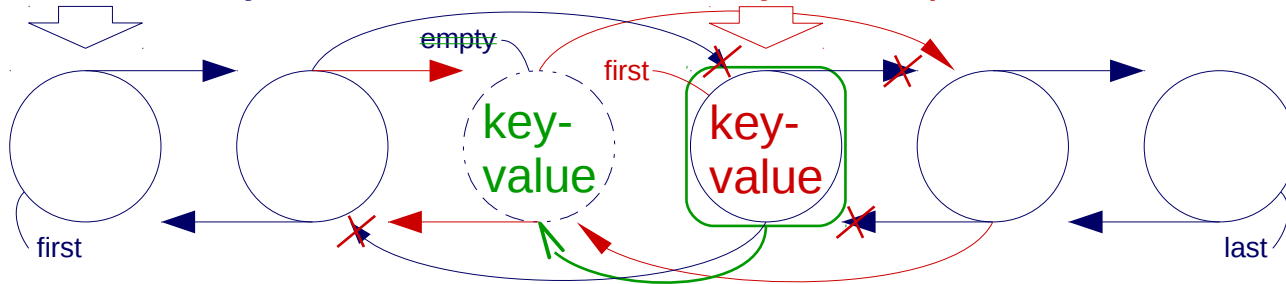 empty
first
key-
value
key-
value
first
last